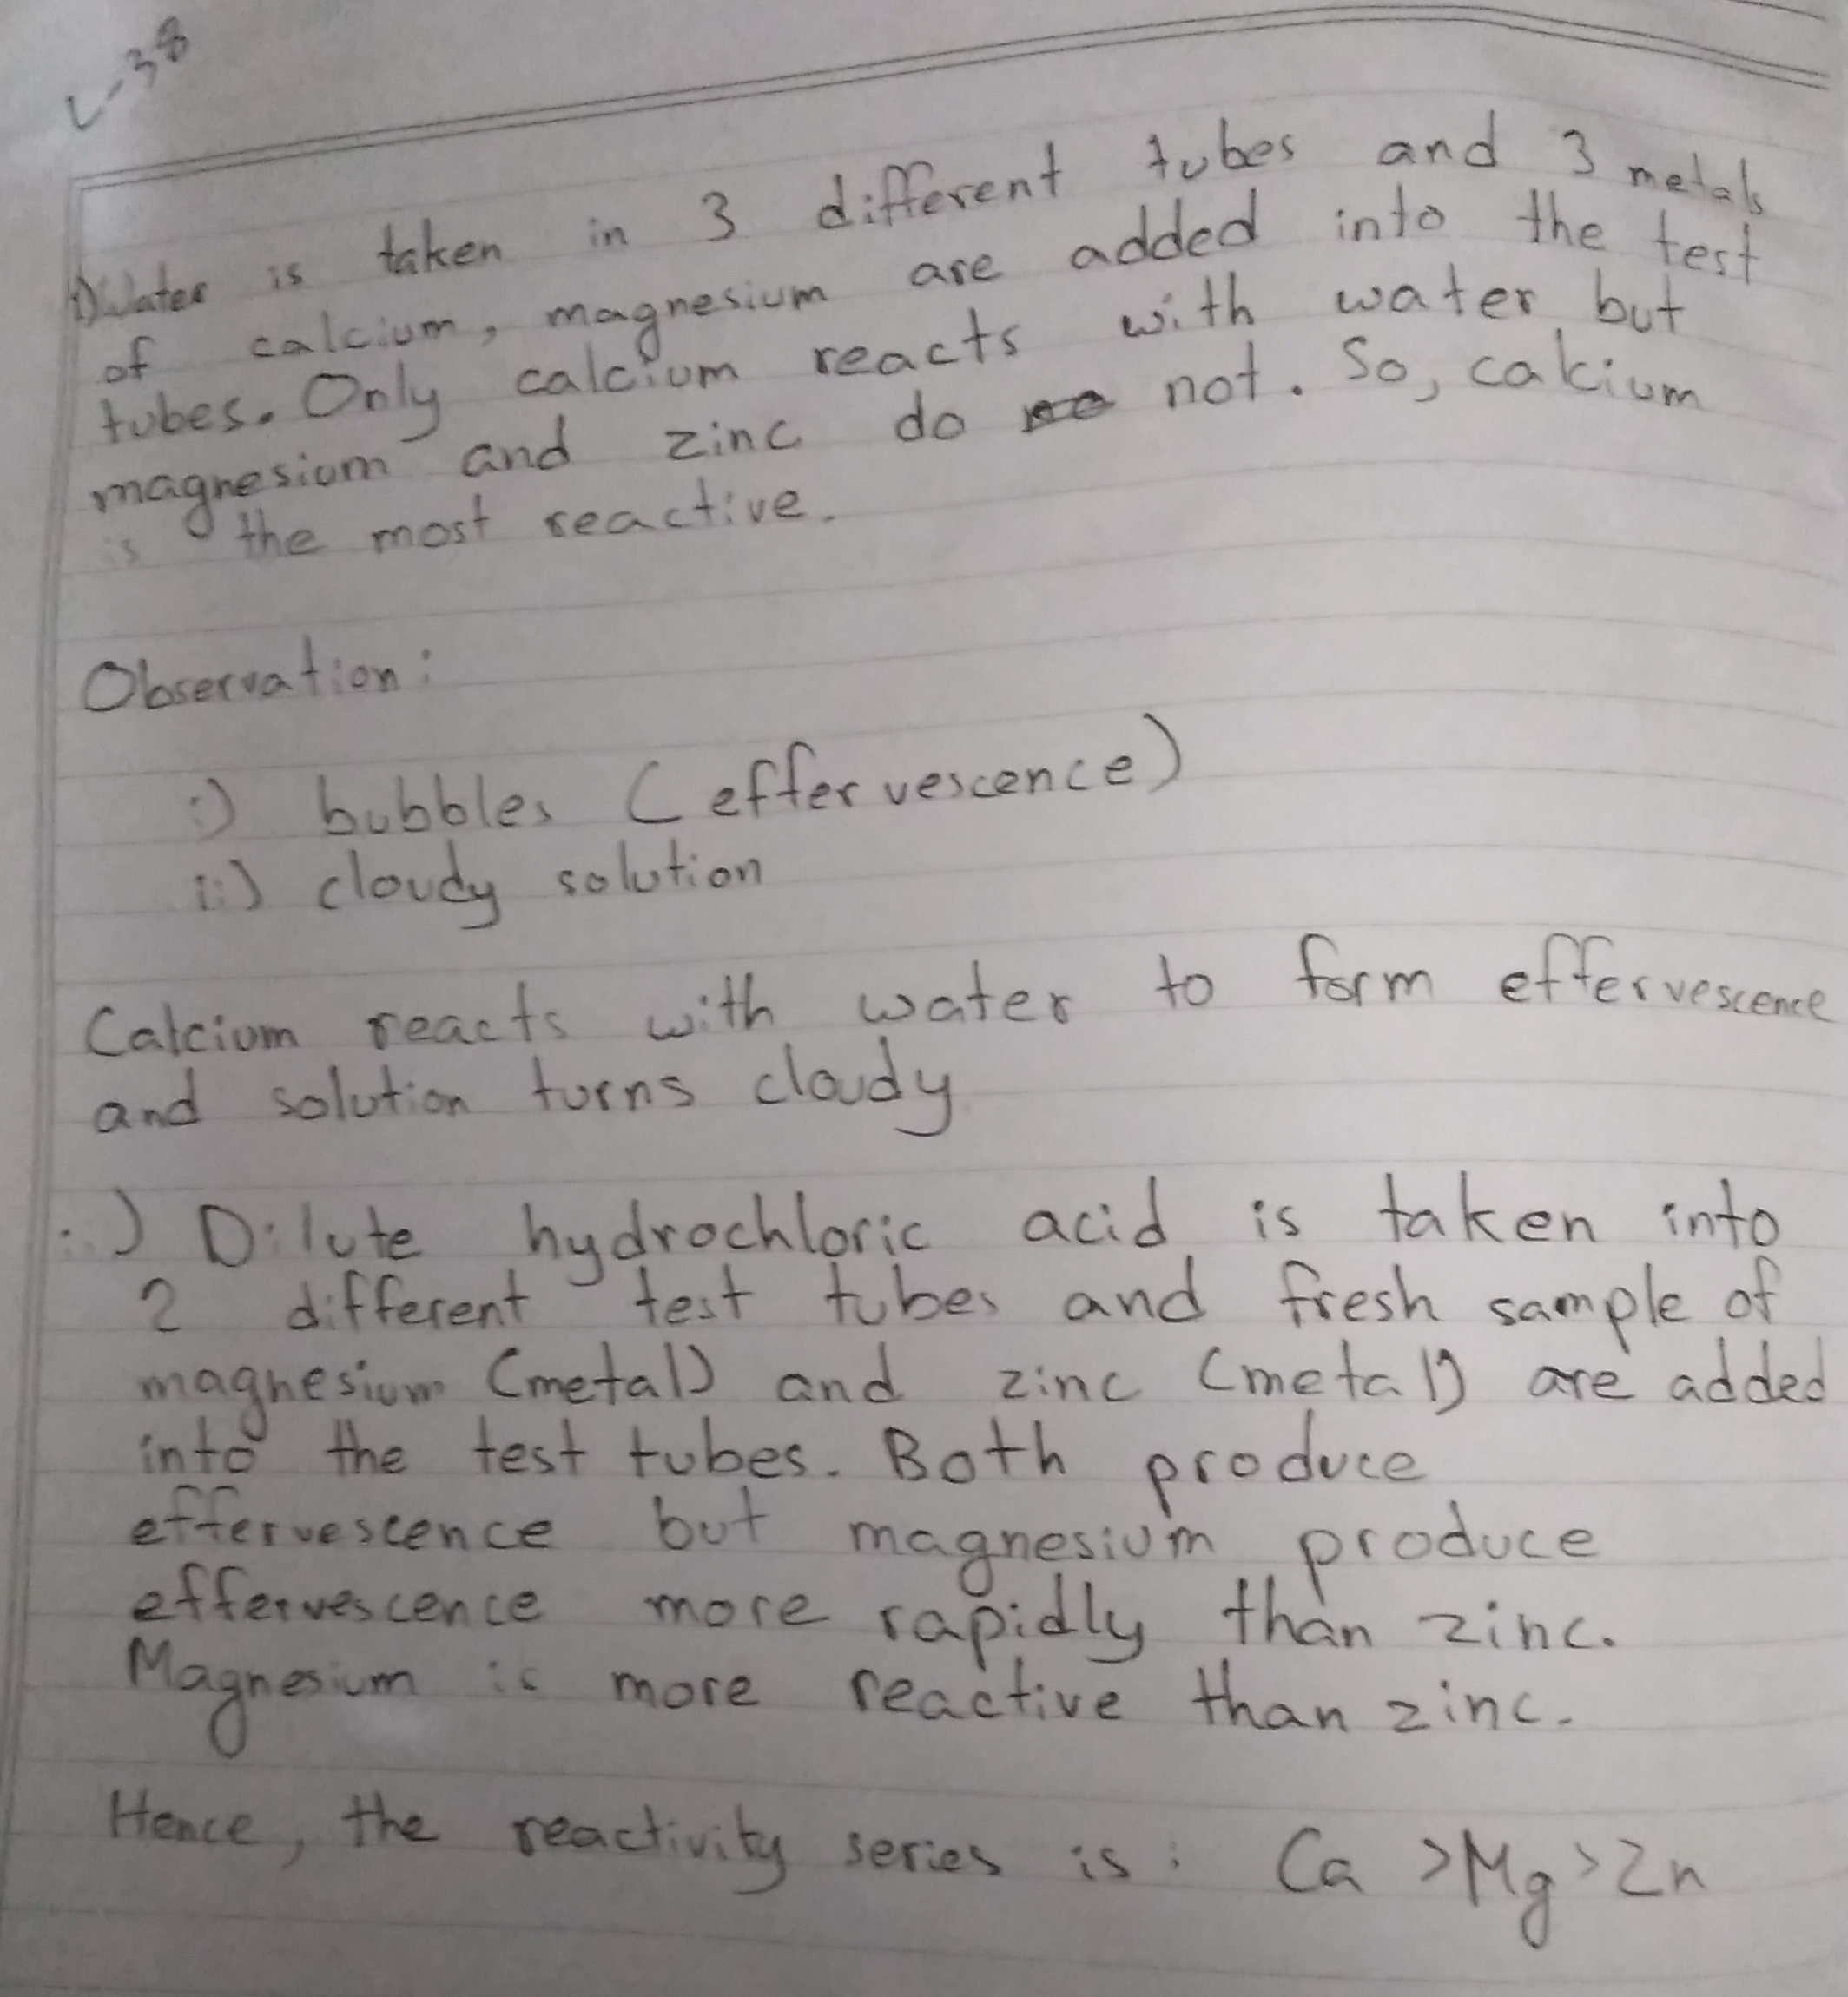 L-38
i) Water is taken in 3 different tubes and 3 metals
of calcium, magnesium are added into the test
tubes. Only calcium reacts with water, but
magnesium and zinc do not. So, calcium
is the most reactive.
Observation:
i) bubbles (effervescence)
ii) cloudy solution
Calcium reacts with water to form effervescence
and solution turns cloudy
ii) Dilute hydrochloric acid is taken into
2 different test tubes and fresh sample of
magnesium (metal) and zinc (metal) are added
into the test tubes. Both produce
effervescence but magnesium produce
effervescence more rapidly than zinc.
Magnesium is more reactive than zinc.
Hence, the reactivity series is: Ca >Mg>Zn